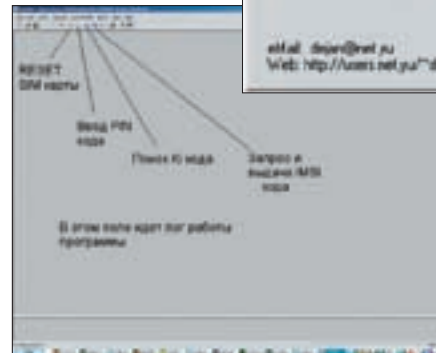 eMail: dejan@net.yu
Web: http://users.net.yu/~d
RESET
SIM карты
Ввод PIN
кода
Поиск Ki кода
Запрос и
выдача IMSI
кода
В этом поле идет лог работы
программы